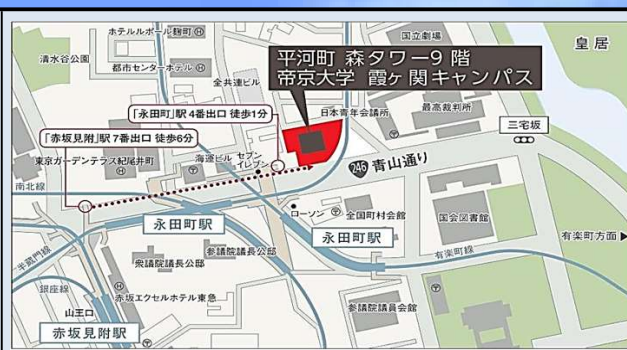 ホテルルポール麹町 Ⓗ
国立劇場
皇居
清水谷公園
都市センターホテル Ⓗ
平河町 森タワー9 階
帝京大学 霞ヶ関キャンパス
全共連ビル
「永田町」駅 4番出口 徒歩1分
日本青年会議所
最高裁判所
三宅坂
「赤坂見附」駅 7番出口 徒歩6分
東京ガーデンテラス紀尾井町
海運ビル
セブン
イレブン
246 青山通り
南北線
永田町駅
ローソン
全国町村会館
国会図書館
永田町駅
有楽町方面▶
半蔵門線
衆議院議長公邸
参議院議長公邸
有楽町線
銀座線
赤坂エクセルホテル東急
山王口
参議院議員会館
赤坂見附駅